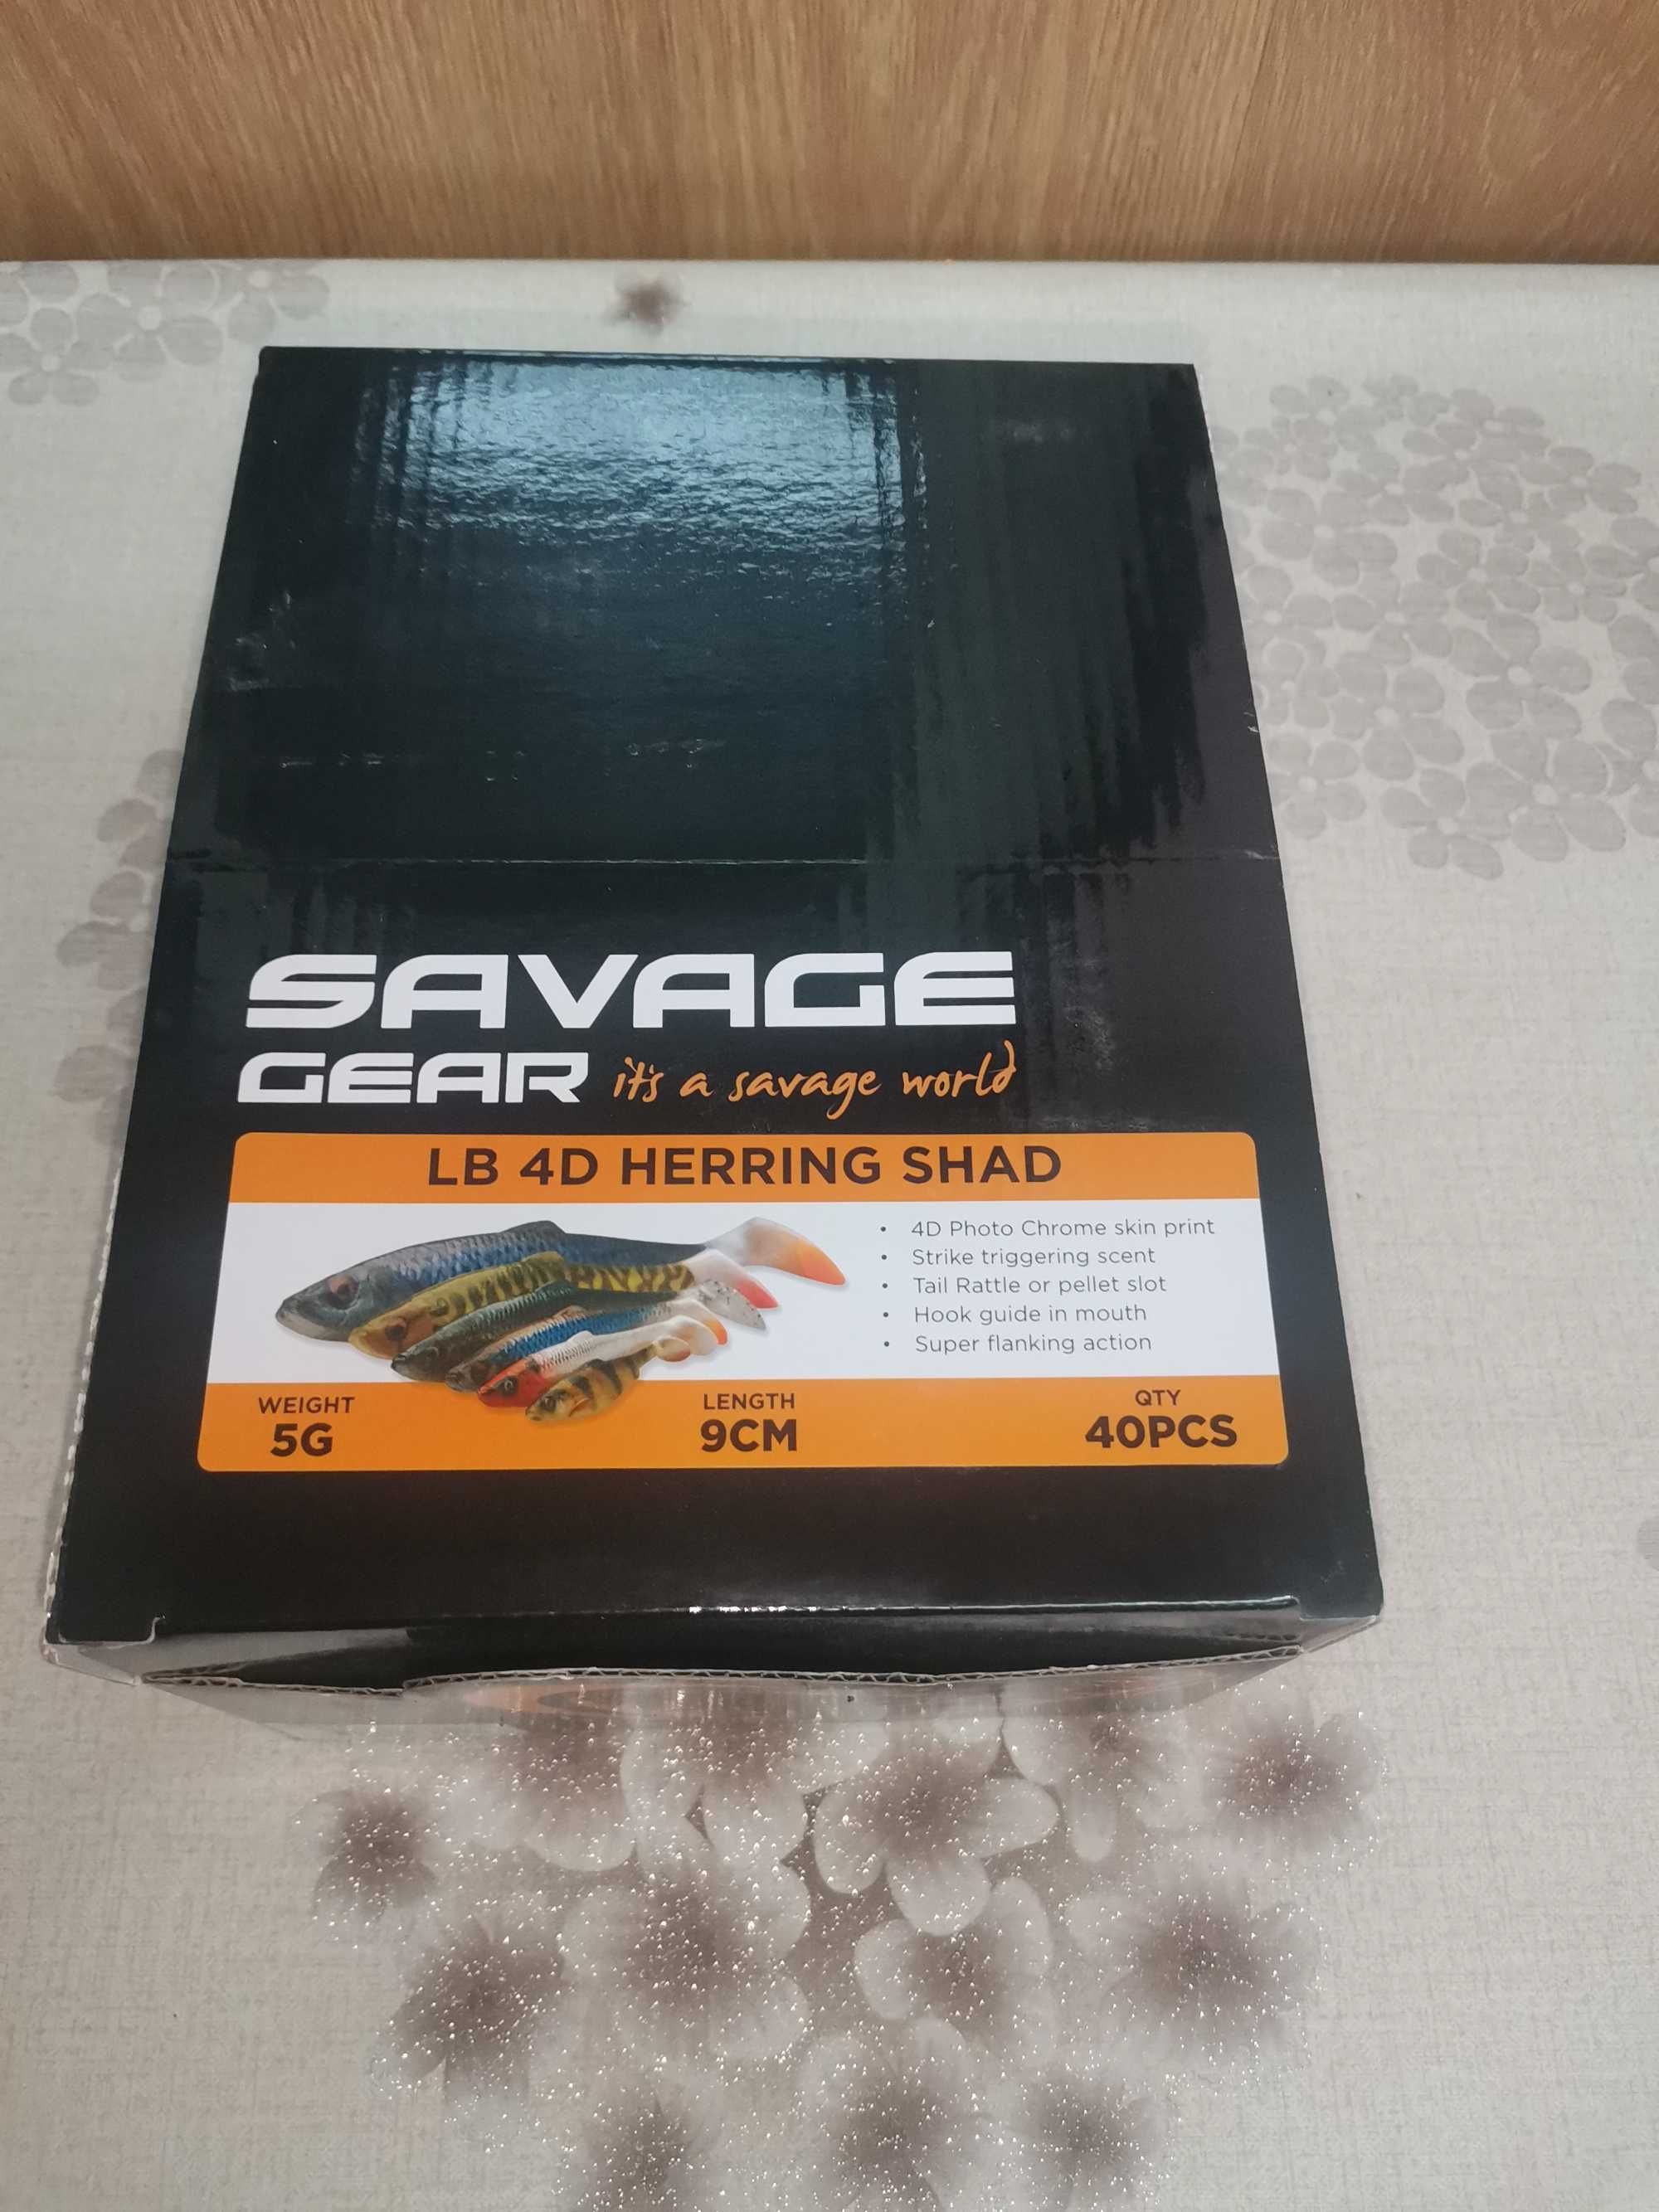 SAVAGE
GEAR it's a savage world
LB 4D HERRING SHAD
• 4D Photo Chrome skin print
• Strike triggering scent
• Tail Rattle or pellet slot
• Hook guide in mouth
• Super flanking action
WEIGHT LENGTH QTY
5G 9CM 40PCS